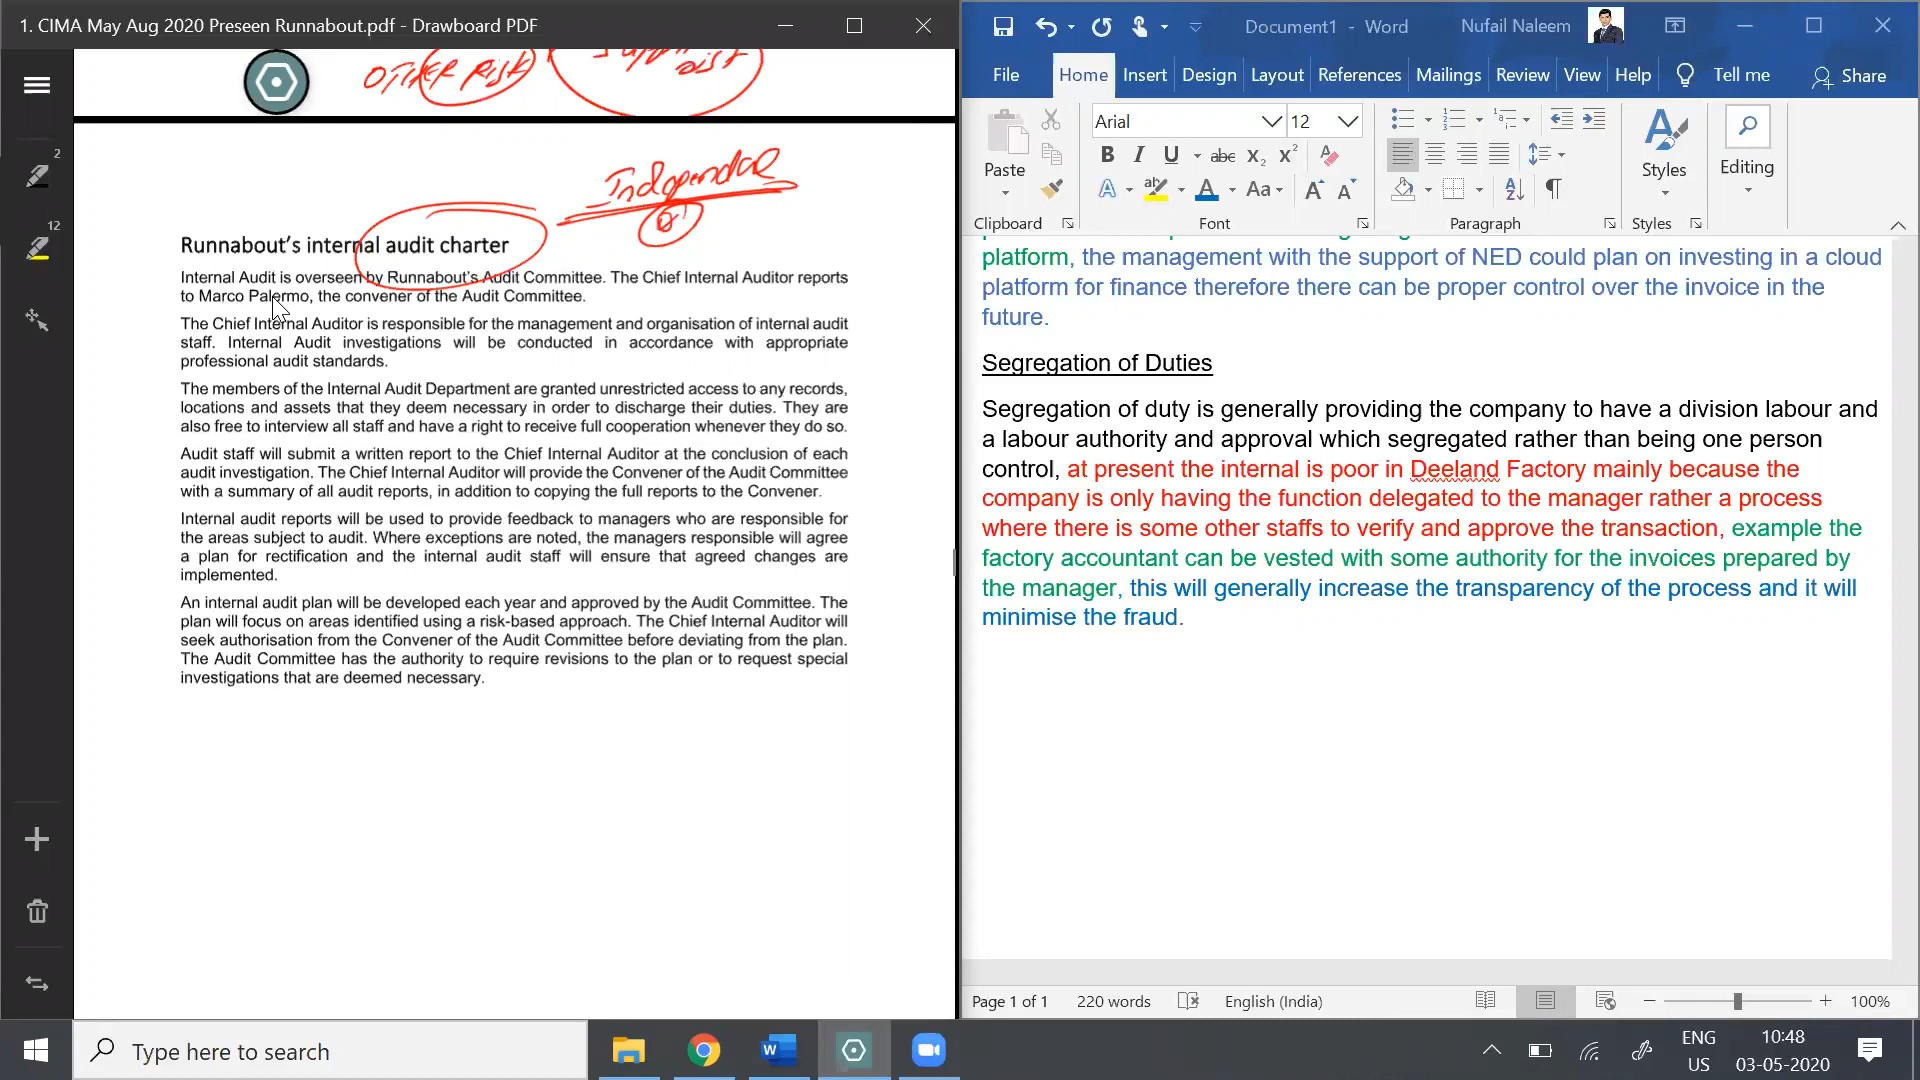 1. CIMA May Aug 2020 Preseen Runnabout.pdf - Drawboard PDF
OTHER RISK
2
12
Independence
Runnabout's internal audit charter
Internal Audit is overseen by Runnabout's Audit Committee. The Chief Internal Auditor reports
to Marco Palermo, the convener of the Audit Committee.
The Chief Internal Auditor is responsible for the management and organisation of internal audit
staff. Internal Audit investigations will be conducted in accordance with appropriate
professional audit standards.
The members of the Internal Audit Department are granted unrestricted access to any records,
locations and assets that they deem necessary in order to discharge their duties. They are
also free to interview all staff and have a right to receive full cooperation whenever they do so.
Audit staff will submit a written report to the Chief Internal Auditor at the conclusion of each
audit investigation. The Chief Internal Auditor will provide the Convener of the Audit Committee
with a summary of all audit reports, in addition to copying the full reports to the Convener.
Internal audit reports will be used to provide feedback to managers who are responsible for
the areas subject to audit. Where exceptions are noted, the managers responsible will agree
a plan for rectification and the internal audit staff will ensure that agreed changes are
implemented.
An internal audit plan will be developed each year and approved by the Audit Committee. The
plan will focus on areas identified using a risk-based approach. The Chief Internal Auditor will
seek authorisation from the Convener of the Audit Committee before deviating from the plan.
The Audit Committee has the authority to require revisions to the plan or to request special
investigations that are deemed necessary.
Document1 - Word
Nufail Naleem
File Home Insert Design Layout References Mailings Review View Help Tell me Share
Arial 12
Paste Styles Editing
Clipboard Font Paragraph Styles
platform, the management with the support of NED could plan on investing in a cloud
platform for finance therefore there can be proper control over the invoice in the
future.
Segregation of Duties
Segregation of duty is generally providing the company to have a division labour and
a labour authority and approval which segregated rather than being one person
control, at present the internal is poor in Deeland Factory mainly because the
company is only having the function delegated to the manager rather a process
where there is some other staffs to verify and approve the transaction, example the
factory accountant can be vested with some authority for the invoices prepared by
the manager, this will generally increase the transparency of the process and it will
minimise the fraud.
Page 1 of 1 220 words English (India) 100%
Type here to search
ENG
US
10:48
03-05-2020